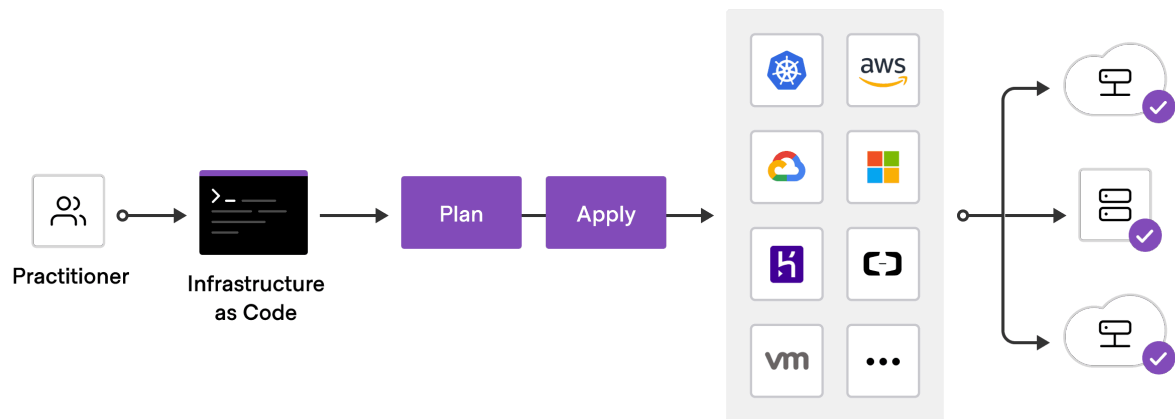 Practitioner
Infrastructure
as Code
Plan
Apply
aws
vm